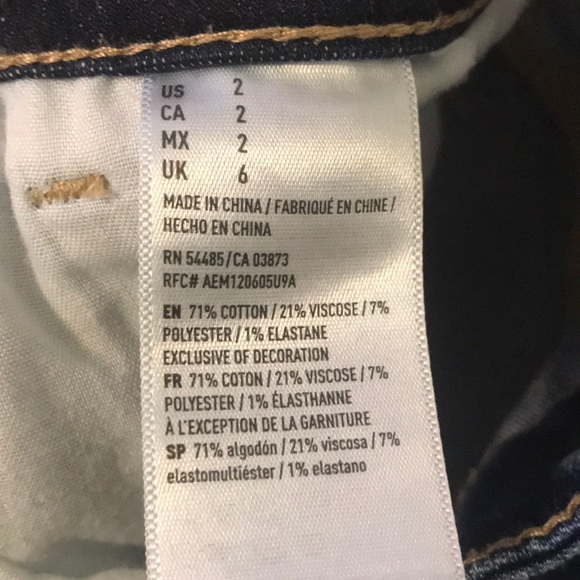 US 2
CA 2
MX 2
UK 6
MADE IN CHINA / FABRIQUÉ EN CHINE /
HECHO EN CHINA
RN 54485 / CA 03873
RFC# AEM120605U9A
EN 71% COTTON / 21% VISCOSE / 7%
POLYESTER / 1% ELASTANE
EXCLUSIVE OF DECORATION
FR 71% COTON / 21% VISCOSE / 7%
POLYESTER / 1% ÉLASTHANNE
À L'EXCEPTION DE LA GARNITURE
SP 71% algodón / 21% viscosa / 7%
elastomultiéster / 1% elastano